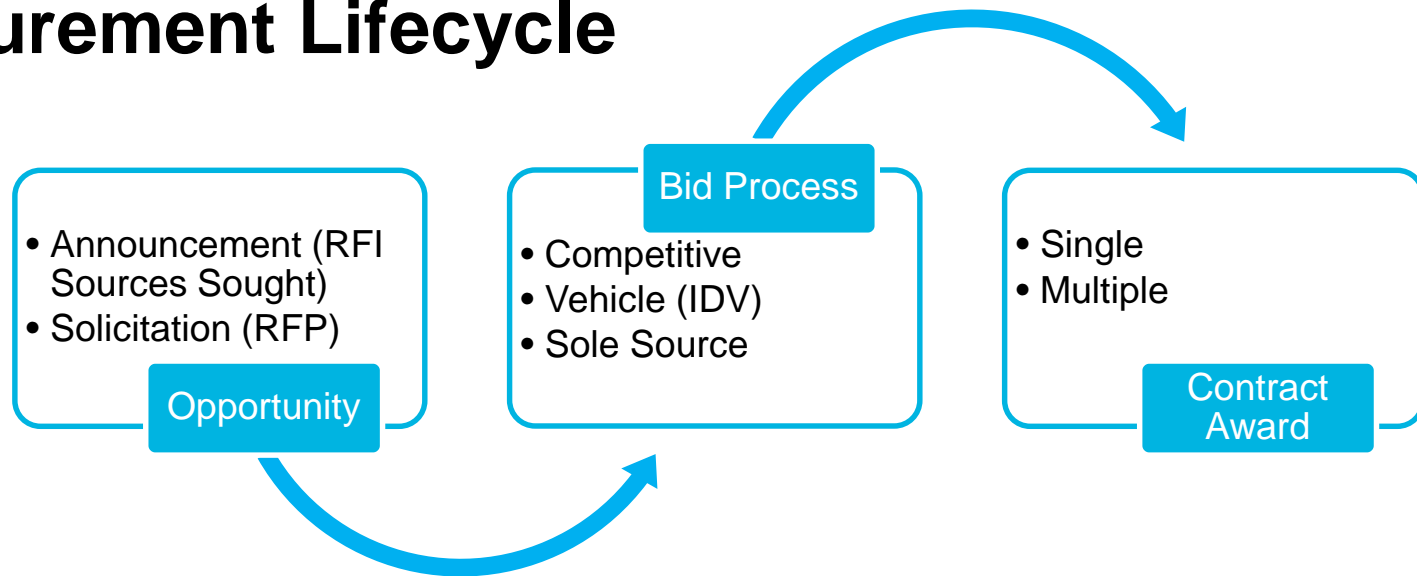 urement Lifecycle
• Announcement (RFI
Sources Sought)
• Solicitation (RFP)
Opportunity
Bid Process
• Competitive
• Vehicle (IDV)
• Sole Source
• Single
• Multiple
Contract
Award